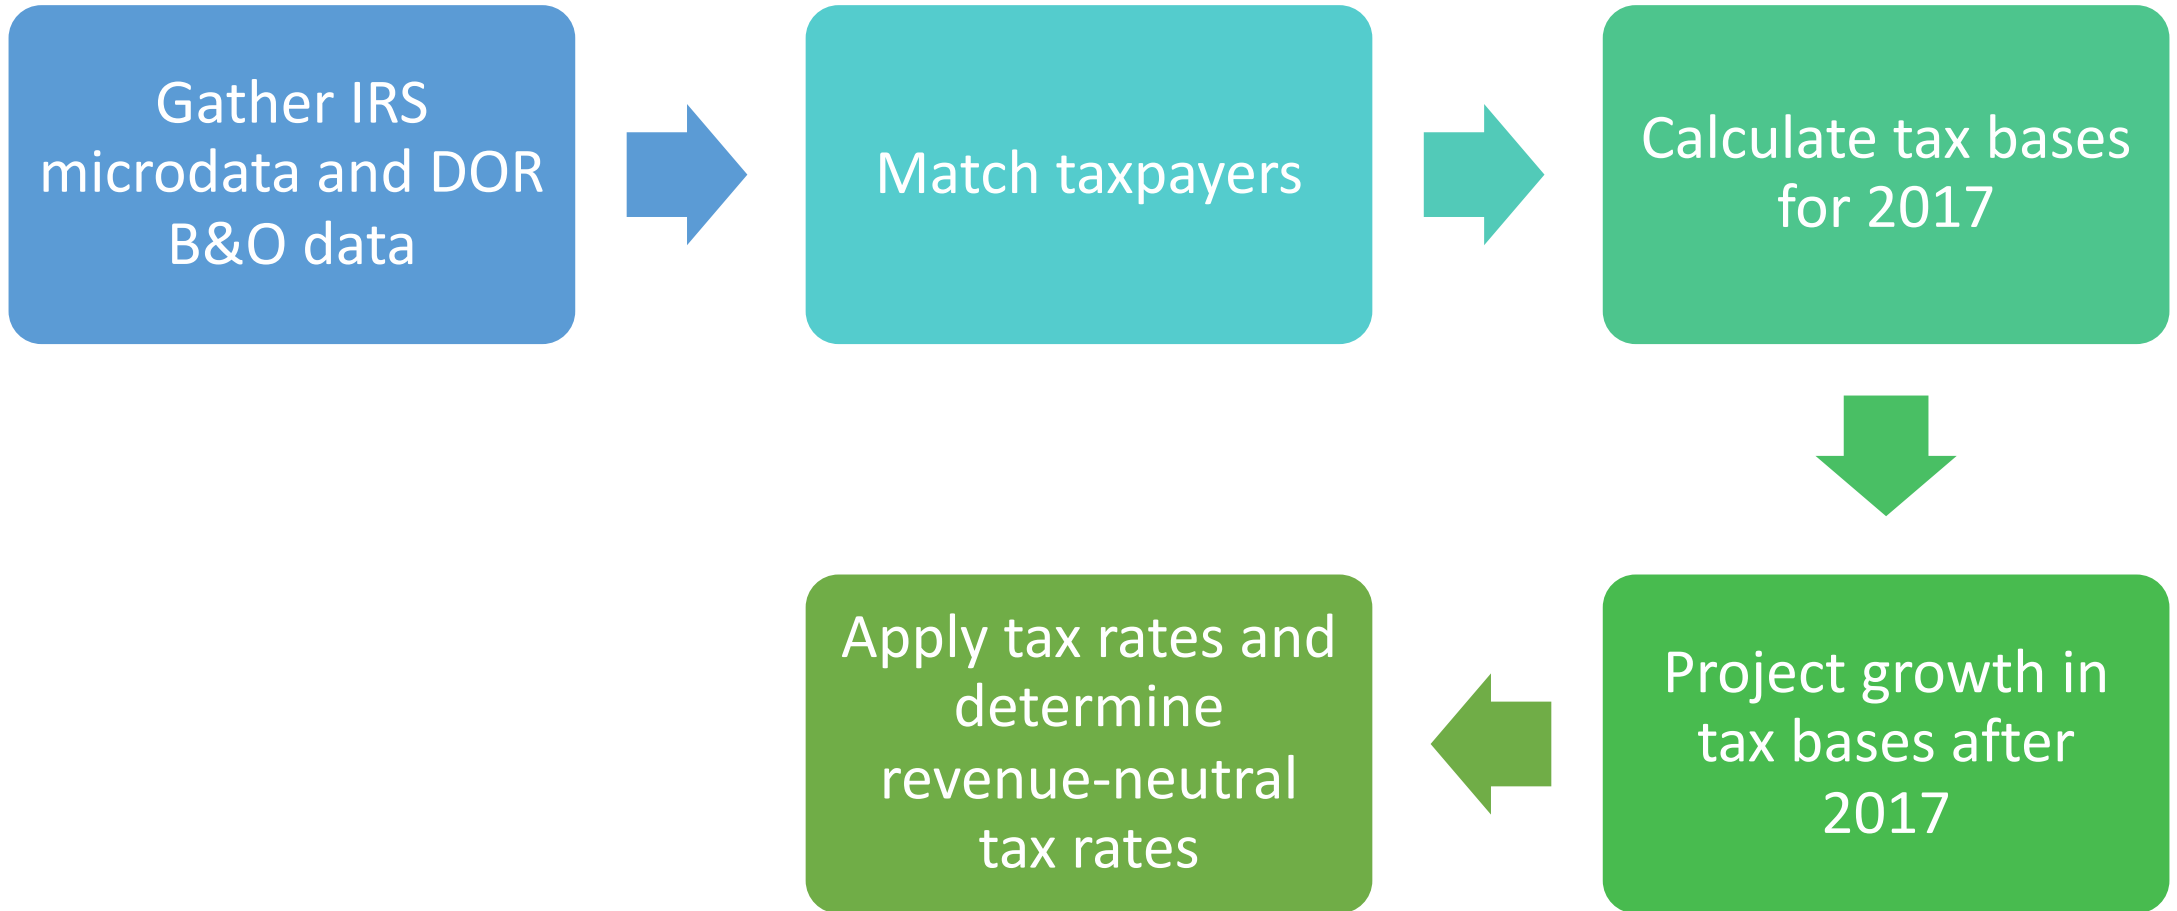 Gather IRS
microdata and DOR
B&O data
Match taxpayers
Calculate tax bases
for 2017
Project growth in
tax bases after
2017
Apply tax rates and
determine
revenue-neutral
tax rates